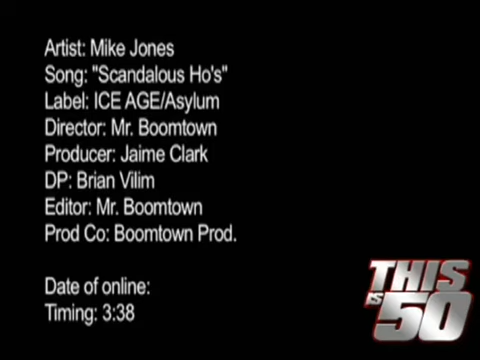 Artist: Mike Jones
Song: "Scandalous Ho's"
Label: ICE AGE/Asylum
Director: Mr. Boomtown
Producer: Jaime Clark
DP: Brian Vilim
Editor: Mr. Boomtown
Prod Co: Boomtown Prod.
Date of online:
Timing: 3:38
THIS
IS 50